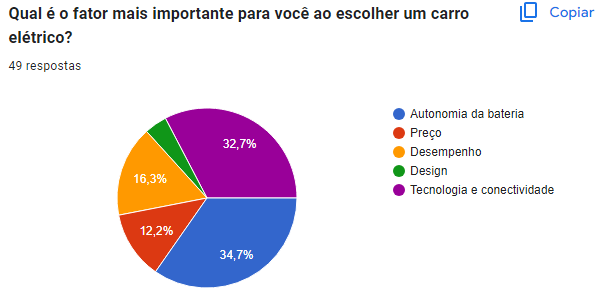 Qual é o fator mais importante para você ao escolher um carro
elétrico?
Copiar
49 respostas
32,7%
16,3%
12,2%
34,7%
Autonomia da bateria
Preço
Desempenho
Design
Tecnologia e conectividade